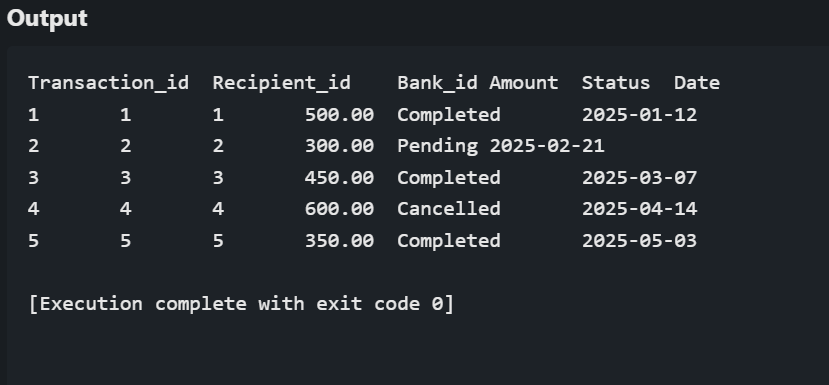 Output
Transaction_id Recipient_id Bank_id Amount Status Date
1 1 1 500.00 Completed 2025-01-12
2 2 2 300.00 Pending 2025-02-21
3 3 3 450.00 Completed 2025-03-07
4 4 4 600.00 Cancelled 2025-04-14
5 5 5 350.00 Completed 2025-05-03
[Execution complete with exit code 0]